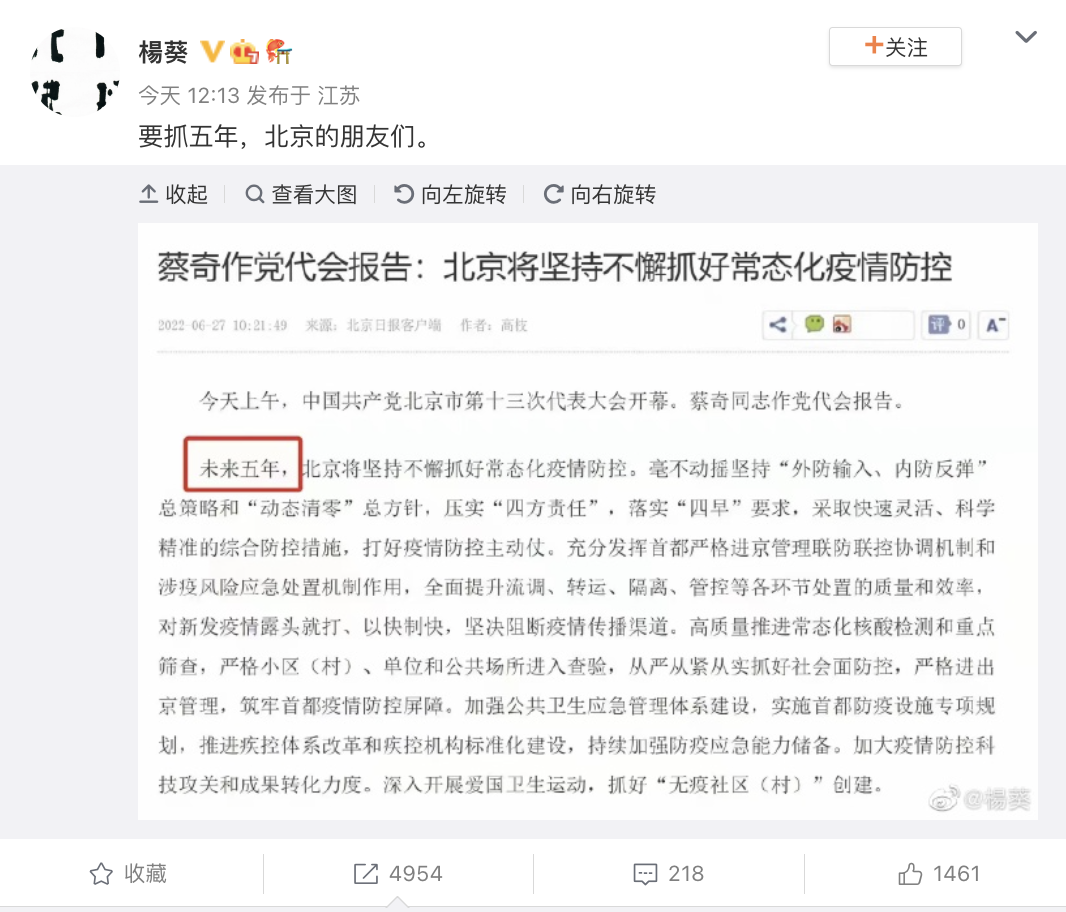 楊葵
+关注
今天 12:13 发布于 江苏
要抓五年，北京的朋友们。
收起 查看大图 向左旋转 向右旋转
蔡奇作党代会报告：北京将坚持不懈抓好常态化疫情防控
2022-06-27 10:21:49 来源：北京日报客户端 作者：高枝
评 0 A-
今天上午，中国共产党北京市第十三次代表大会开幕。蔡奇同志作党代会报告。
未来五年，北京将坚持不懈抓好常态化疫情防控。毫不动摇坚持“外防输入、内防反弹”
总策略和“动态清零”总方针，压实“四方责任”，落实“四早”要求，采取快速灵活、科学
精准的综合防控措施，打好疫情防控主动仗。充分发挥首都严格进京管理联防联控协调机制和
涉疫风险应急处置机制作用，全面提升流调、转运、隔离、管控等各环节处置的质量和效率，
对新发疫情露头就打、以快制快，坚决阻断疫情传播渠道。高质量推进常态化核酸检测和重点
筛查，严格小区（村）、单位和公共场所进入查验，从严从紧从实抓好社会面防控，严格进出
京管理，筑牢首都疫情防控屏障。加强公共卫生应急管理体系建设，实施首都防疫设施专项规
划，推进疾控体系改革和疾控机构标准化建设，持续加强防疫应急能力储备。加大疫情防控科
技攻关和成果转化力度。深入开展爱国卫生运动，抓好“无疫社区（村）”创建。
@楊葵
收藏 4954 218 1461